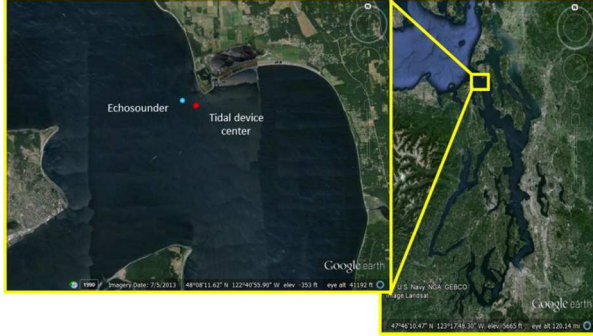 N
N
Echosounder
Tidal device
center
Google earth
1990 Imagery Date: 7/5/2013 48°08'11.62" N 122°40'55.90" W elev -353 ft eye alt 41192 ft
U.S. Navy NGA GEBCO
Image Landsat
Google earth
47°46'10.47" N 123°17'46.30" W elev 5665 ft eye alt 120.14 mi